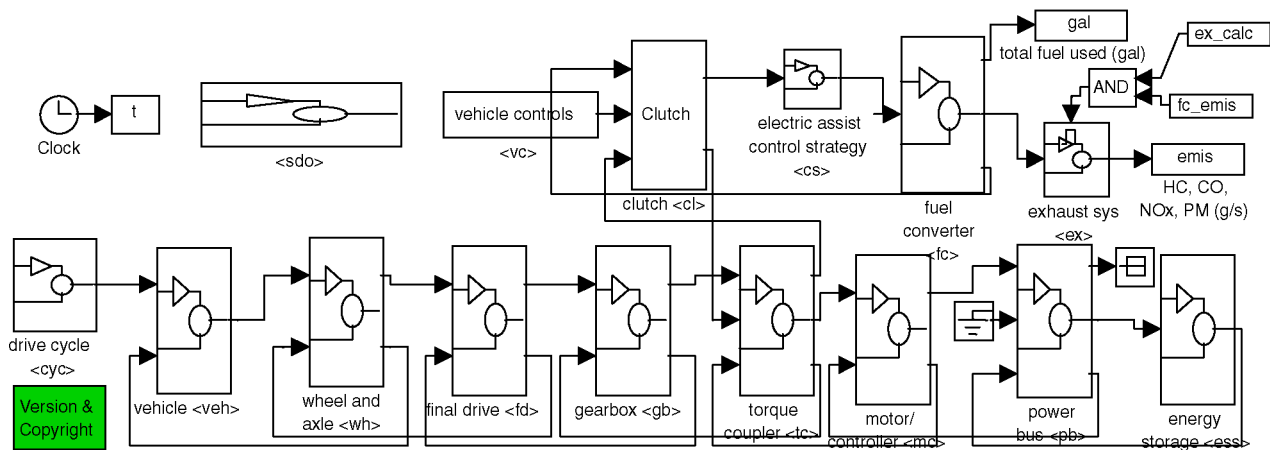 gal
total fuel used (gal)
ex_calc
AND
fc_emis
t
Clock
<sdo>
vehicle controls
<vc>
Clutch
clutch <cl>
electric assist
control strategy
<cs>
fuel
converter
<fc>
exhaust sys
<ex>
emis
HC, CO,
NOx, PM (g/s)
drive cycle
<cyc>
Version &
Copyright
vehicle <veh>
wheel and
axle <wh>
final drive <fd>
gearbox <gb>
torque
coupler <tc>
motor/
controller <mc>
power
bus <pb>
energy
storage <ess>